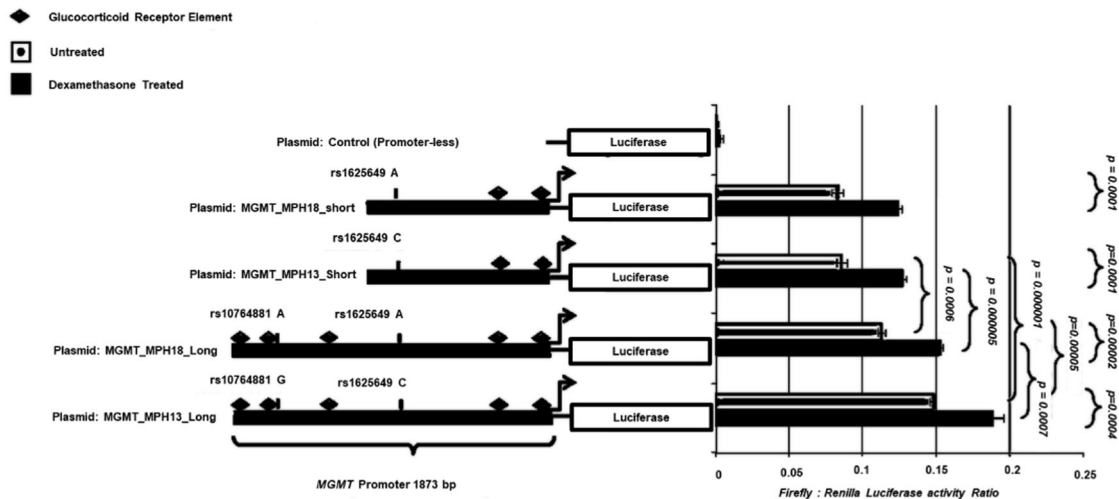 Glucocorticoid Receptor Element
Untreated
Dexamethasone Treated
Plasmid: Control (Promoter-less)
Luciferase
rs1625649 A
Plasmid: MGMT_MPH18_short
Luciferase
p = 0.0001
rs1625649 C
Plasmid: MGMT_MPH13_Short
Luciferase
p=0.0001
p = 0.0006
p = 0.000005
p = 0.000001
rs10764881 A
rs1625649 A
Plasmid: MGMT_MPH18_Long
Luciferase
p=0.00005
p=0.0002
rs10764881 G
rs1625649 C
Plasmid: MGMT_MPH13_Long
Luciferase
p=0.0007
p=0.0004
MGMT Promoter 1873 bp
0 0.05 0.1 0.15 0.2 0.25
Firefly : Renilla Luciferase activity Ratio